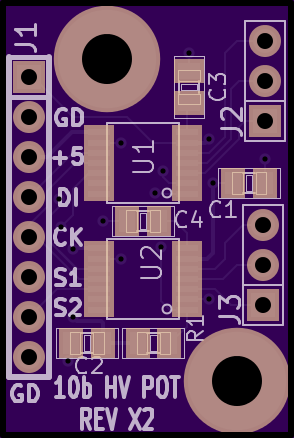 J1
C3
GD
J2
+5
U1
DI
C1
C4
CK
U2
S1
S2
J3
R1
C2
GD
10b HV POT
REV X2